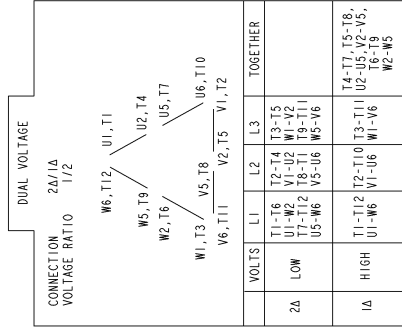 DUAL VOLTAGE
CONNECTION 2Δ/1Δ
VOLTAGE RATIO 1/2
W6,T12 U1,T1
W5,T9 U2,T4
W2,T6 U5,T7
W1,T3 V5,T8 U6,T10
V6,T11 V2,T5 V1,T2
VOLTS L1 L2 L3 TOGETHER
2Δ LOW T1-T6 T2-T4 T3-T5
U1-W2 V1-U2 W1-V2
T7-T12 T8-T1 T9-T11
U5-W6 V5-U6 W5-V6
1Δ HIGH T1-T12 T2-T10 T3-T11 T4-T7,T5-T8,
U1-W6 V1-U6 W1-V6 U2-U5,V2-V5,
T6-T9
W2-W5